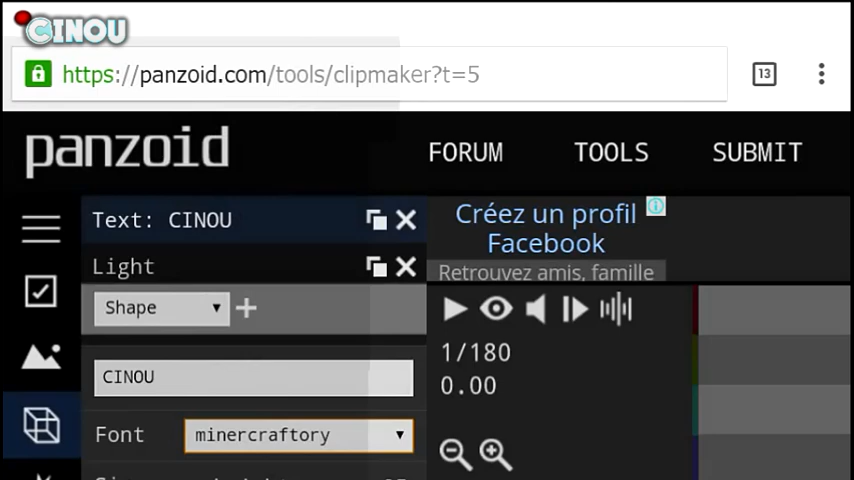 CINOU
https://panzoid.com/tools/clipmaker?t=5
13
panzoid
FORUM
TOOLS
SUBMIT
Text: CINOU
Light
Shape
CINOU
Font
minercraftory
Créez un profil
Facebook
Retrouvez amis, famille
1/180
0.00